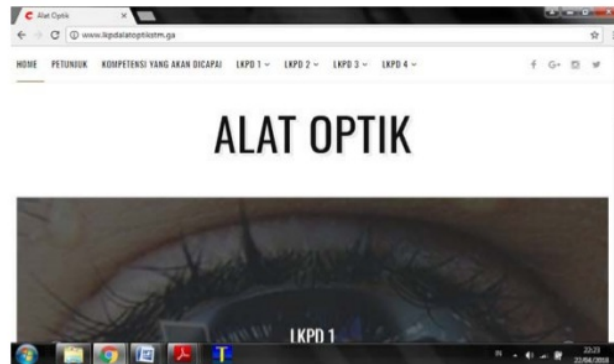 Alat Optik
www.lkpdalatoptikstm.ga
HOME PETUNJUK KOMPETENSI YANG AKAN DICAPAI LKPD 1 LKPD 2 LKPD 3 LKPD 4
ALAT OPTIK
LKPD 1
22:23
22/04/2018